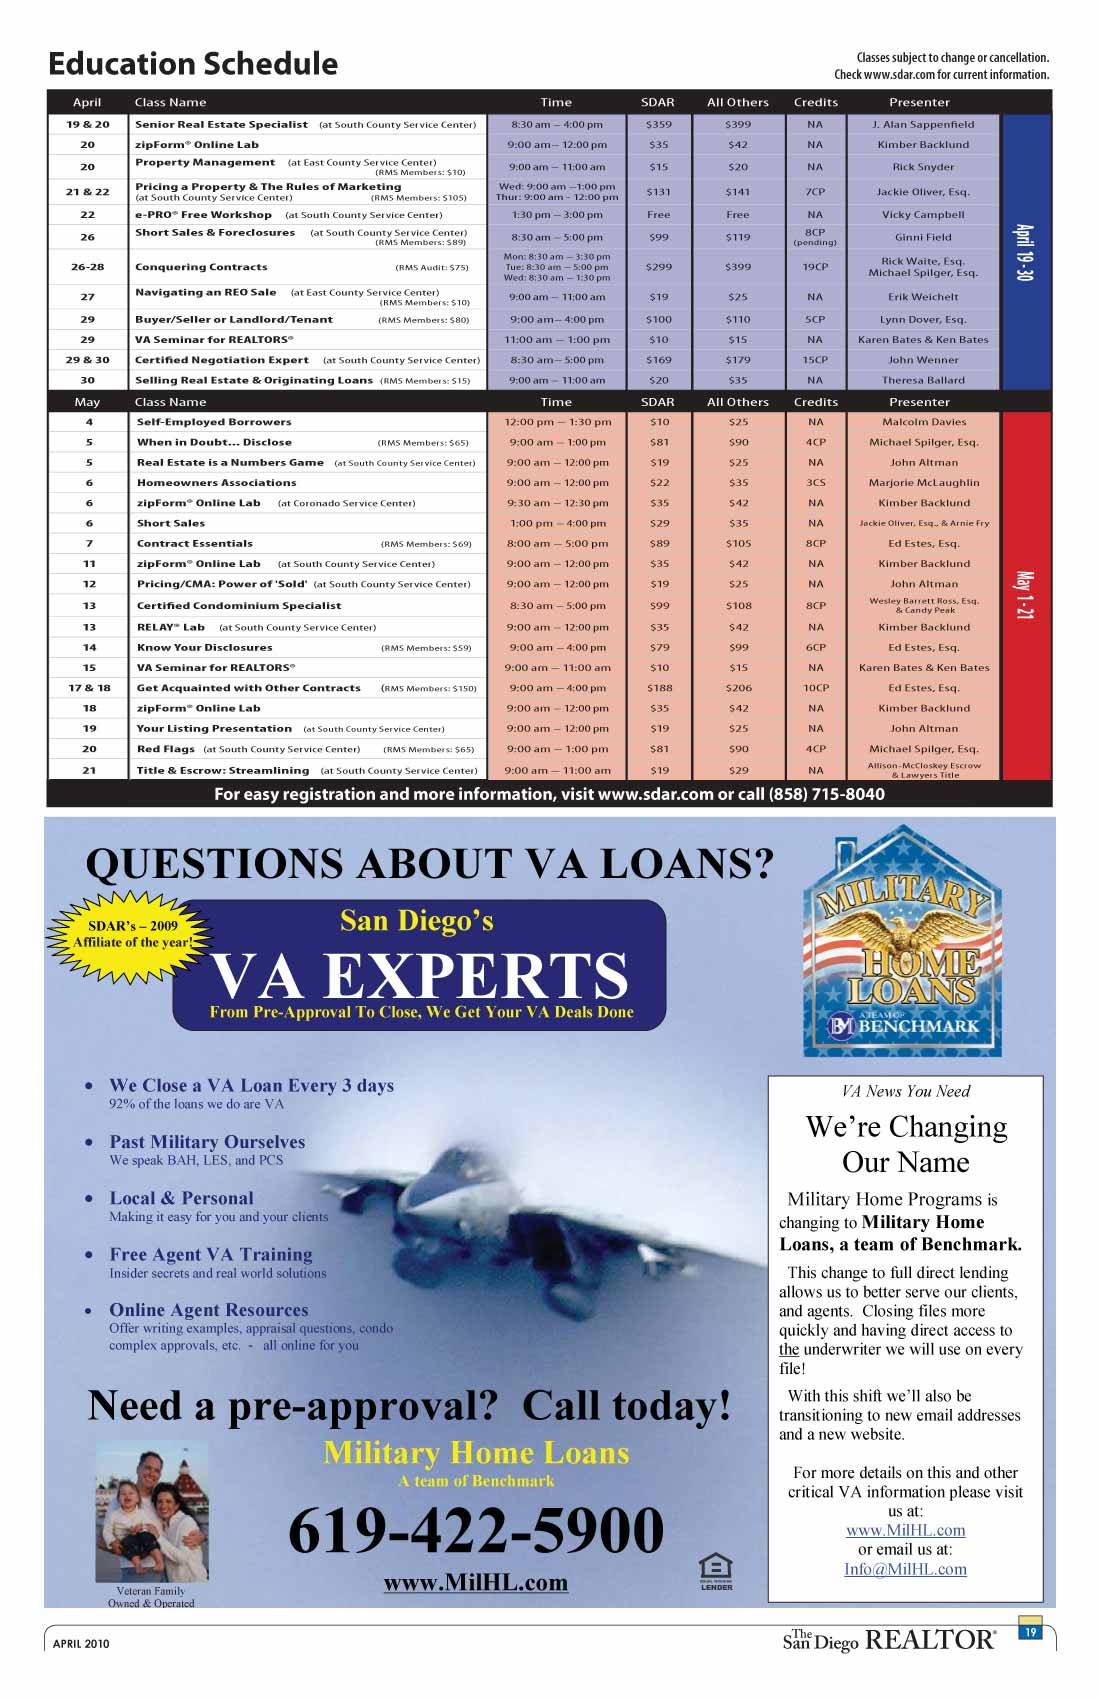 Education Schedule
Classes subject to change or cancellation.
Check www.sdar.com for current information.
April Class Name Time SDAR All Others Credits Presenter
19 & 20 Senior Real Estate Specialist (at South County Service Center) 8:30 am – 4:00 pm $359 $399 NA J. Alan Sappenfield
20 zipForm® Online Lab 9:00 am– 12:00 pm $35 $42 NA Kimber Backlund
20 Property Management (at East County Service Center) (RMS Members: $10) 9:00 am – 11:00 am $15 $20 NA Rick Snyder
21 & 22 Pricing a Property & The Rules of Marketing (at South County Service Center) (RMS Members: $105) Wed: 9:00 am –1:00 pm Thur: 9:00 am - 12:00 pm $131 $141 7CP Jackie Oliver, Esq.
22 e-PRO® Free Workshop (at South County Service Center) 1:30 pm – 3:00 pm Free Free NA Vicky Campbell
26 Short Sales & Foreclosures (at South County Service Center) (RMS Members: $89) 8:30 am – 5:00 pm $99 $119 8CP (pending) Ginni Field
26-28 Conquering Contracts (RMS Audit: $75) Mon: 8:30 am – 3:30 pm Tue: 8:30 am – 5:00 pm Wed: 8:30 am – 1:30 pm $299 $399 19CP Rick Waite, Esq. Michael Spilger, Esq.
27 Navigating an REO Sale (at East County Service Center) (RMS Members: $10) 9:00 am – 11:00 am $19 $25 NA Erik Weichelt
29 Buyer/Seller or Landlord/Tenant (RMS Members: $80) 9:00 am– 4:00 pm $100 $110 5CP Lynn Dover, Esq.
29 VA Seminar for REALTORS® 11:00 am – 1:00 pm $10 $15 NA Karen Bates & Ken Bates
29 & 30 Certified Negotiation Expert (at South County Service Center) 8:30 am– 5:00 pm $169 $179 15CP John Wenner
30 Selling Real Estate & Originating Loans (RMS Members: $15) 9:00 am – 11:00 am $20 $35 NA Theresa Ballard
April 19 - 30
May Class Name Time SDAR All Others Credits Presenter
4 Self-Employed Borrowers 12:00 pm – 1:30 pm $10 $25 NA Malcolm Davies
5 When in Doubt... Disclose (RMS Members: $65) 9:00 am – 1:00 pm $81 $90 4CP Michael Spilger, Esq.
5 Real Estate is a Numbers Game (at South County Service Center) 9:00 am – 12:00 pm $19 $25 NA John Altman
6 Homeowners Associations 9:00 am – 12:00 pm $22 $35 3CS Marjorie McLaughlin
6 zipForm® Online Lab (at Coronado Service Center) 9:30 am – 12:30 pm $35 $42 NA Kimber Backlund
6 Short Sales 1:00 pm – 4:00 pm $29 $35 NA Jackie Oliver, Esq., & Arnie Fry
7 Contract Essentials (RMS Members: $69) 8:00 am – 5:00 pm $89 $105 8CP Ed Estes, Esq.
11 zipForm® Online Lab (at South County Service Center) 9:00 am – 12:00 pm $35 $42 NA Kimber Backlund
12 Pricing/CMA: Power of 'Sold' (at South County Service Center) 9:00 am – 12:00 pm $19 $25 NA John Altman
13 Certified Condominium Specialist 8:30 am – 5:00 pm $99 $108 8CP Wesley Barrett Ross, Esq. & Candy Peak
13 RELAY® Lab (at South County Service Center) 9:00 am – 12:00 pm $35 $42 NA Kimber Backlund
14 Know Your Disclosures (RMS Members: $59) 9:00 am – 4:00 pm $79 $99 6CP Ed Estes, Esq.
15 VA Seminar for REALTORS® 9:00 am – 11:00 am $10 $15 NA Karen Bates & Ken Bates
17 & 18 Get Acquainted with Other Contracts (RMS Members: $150) 9:00 am – 4:00 pm $188 $206 10CP Ed Estes, Esq.
18 zipForm® Online Lab 9:00 am – 12:00 pm $35 $42 NA Kimber Backlund
19 Your Listing Presentation (at South County Service Center) 9:00 am – 12:00 pm $19 $25 NA John Altman
20 Red Flags (at South County Service Center) (RMS Members: $65) 9:00 am – 1:00 pm $81 $90 4CP Michael Spilger, Esq.
21 Title & Escrow: Streamlining (at South County Service Center) 9:00 am – 11:00 am $19 $29 NA Allison-McCloskey Escrow & Lawyers Title
May 1 - 21
For easy registration and more information, visit www.sdar.com or call (858) 715-8040
QUESTIONS ABOUT VA LOANS?
SDAR's – 2009
Affiliate of the year!
San Diego's
VA EXPERTS
From Pre-Approval To Close, We Get Your VA Deals Done
MILITARY
HOME
LOANS
A TEAM OF
BM BENCHMARK
• We Close a VA Loan Every 3 days
92% of the loans we do are VA
• Past Military Ourselves
We speak BAH, LES, and PCS
• Local & Personal
Making it easy for you and your clients
• Free Agent VA Training
Insider secrets and real world solutions
• Online Agent Resources
Offer writing examples, appraisal questions, condo
complex approvals, etc. - all online for you
Need a pre-approval? Call today!
Military Home Loans
A team of Benchmark
619-422-5900
www.MilHL.com
Veteran Family
Owned & Operated
EQUAL HOUSING
LENDER
VA News You Need
We're Changing
Our Name
Military Home Programs is
changing to Military Home
Loans, a team of Benchmark.
This change to full direct lending
allows us to better serve our clients,
and agents. Closing files more
quickly and having direct access to
the underwriter we will use on every
file!
With this shift we'll also be
transitioning to new email addresses
and a new website.
For more details on this and other
critical VA information please visit
us at:
www.MilHL.com
or email us at:
Info@MilHL.com
APRIL 2010
The San Diego REALTOR®
19